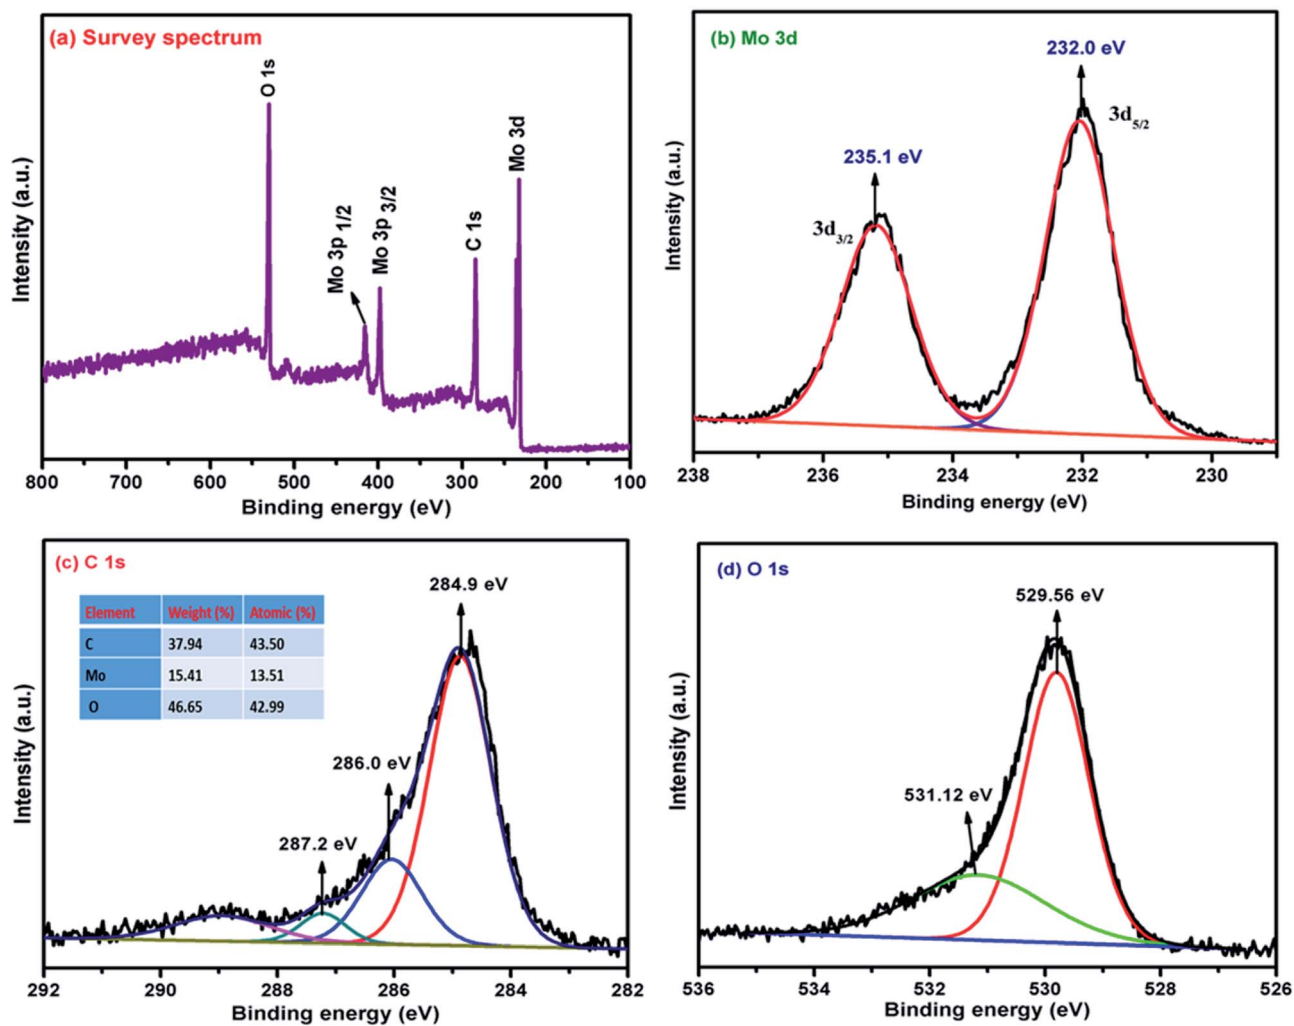 (a) Survey spectrum
O 1s
Mo 3p 1/2
Mo 3p 3/2
C 1s
Mo 3d
Intensity (a.u.)
800 700 600 500 400 300 200 100
Binding energy (eV)
(b) Mo 3d
232.0 eV
3d5/2
235.1 eV
3d3/2
Intensity (a.u.)
238 236 234 232 230
Binding energy (eV)
(c) C 1s
Element Weight (%) Atomic (%)
C 37.94 43.50
Mo 15.41 13.51
O 46.65 42.99
284.9 eV
286.0 eV
287.2 eV
Intensity (a.u.)
292 290 288 286 284 282
Binding energy (eV)
(d) O 1s
529.56 eV
531.12 eV
Intensity (a.u.)
536 534 532 530 528 526
Binding energy (eV)